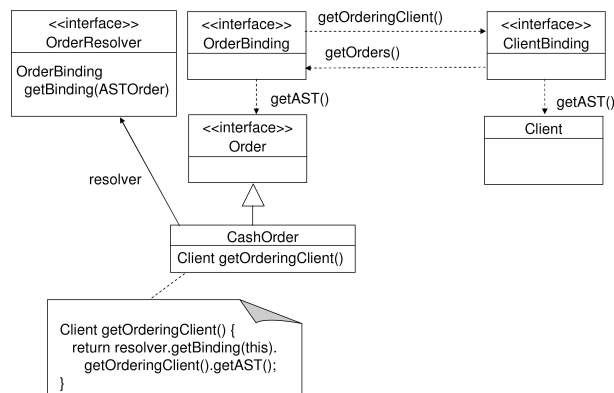 <<interface>>
OrderResolver
OrderBinding
getBinding(ASTOrder)
<<interface>>
OrderBinding
getOrderingClient()
getOrders()
<<interface>>
ClientBinding
getAST()
getAST()
<<interface>>
Order
Client
resolver
CashOrder
Client getOrderingClient()
Client getOrderingClient() {
return resolver.getBinding(this).
getOrderingClient().getAST();
}